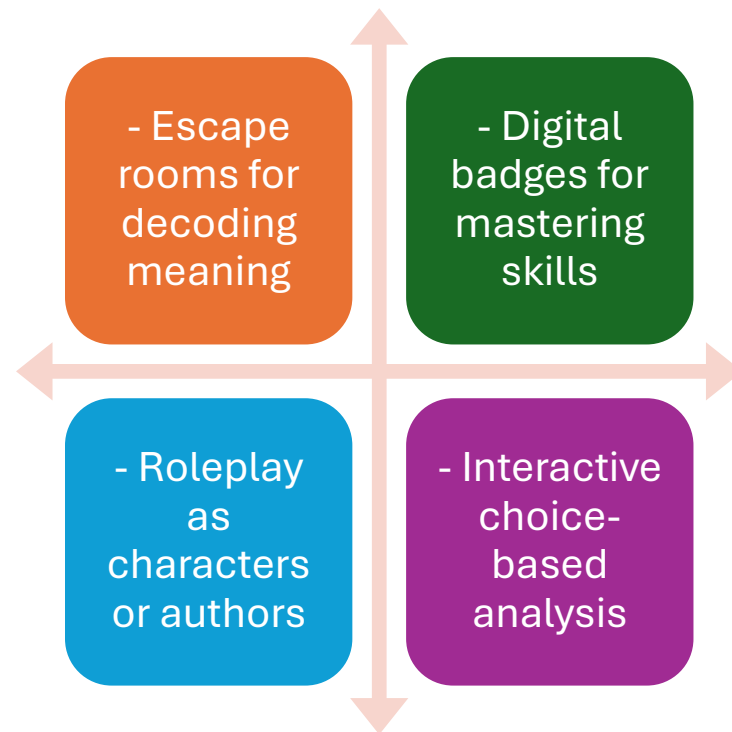 - Escape
rooms for
decoding
meaning
- Digital
badges for
mastering
skills
- Roleplay
as
characters
or authors
- Interactive
choice-
based
analysis